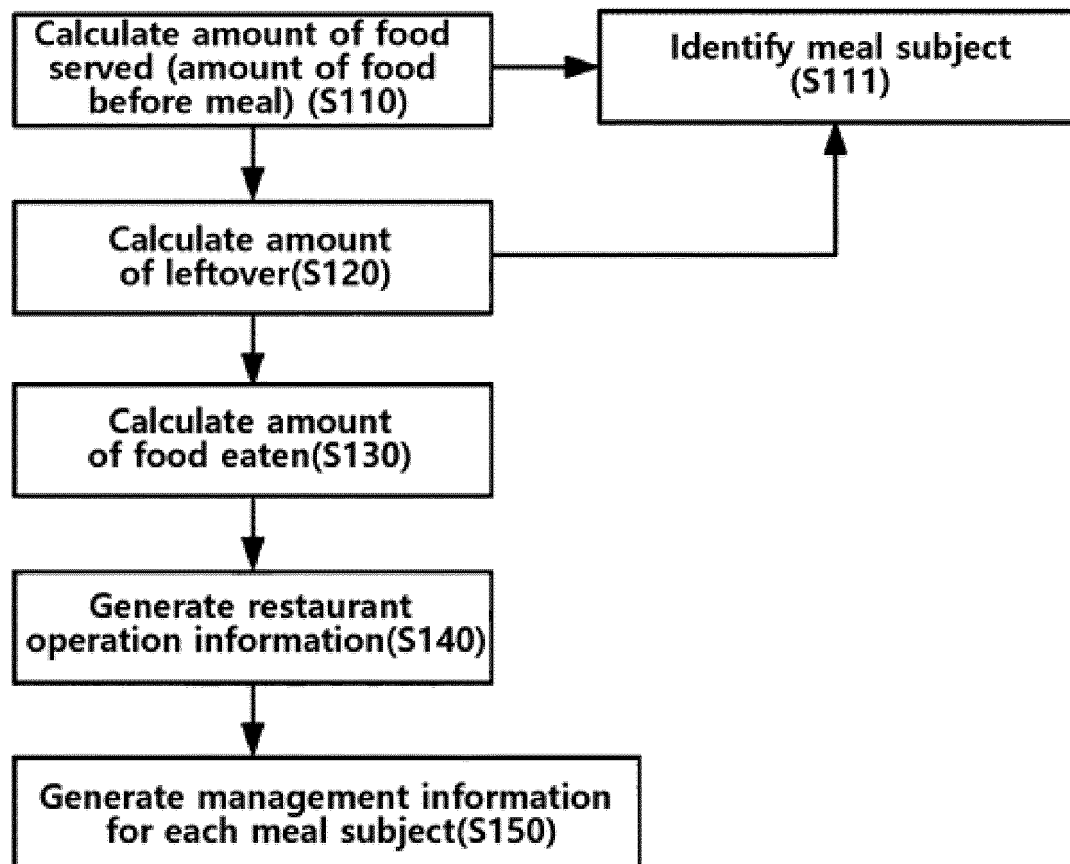 Calculate amount of food
served (amount of food
before meal) (S110)
Identify meal subject
(S111)
Calculate amount
of leftover(S120)
Calculate amount
of food eaten(S130)
Generate restaurant
operation information(S140)
Generate management information
for each meal subject(S150)